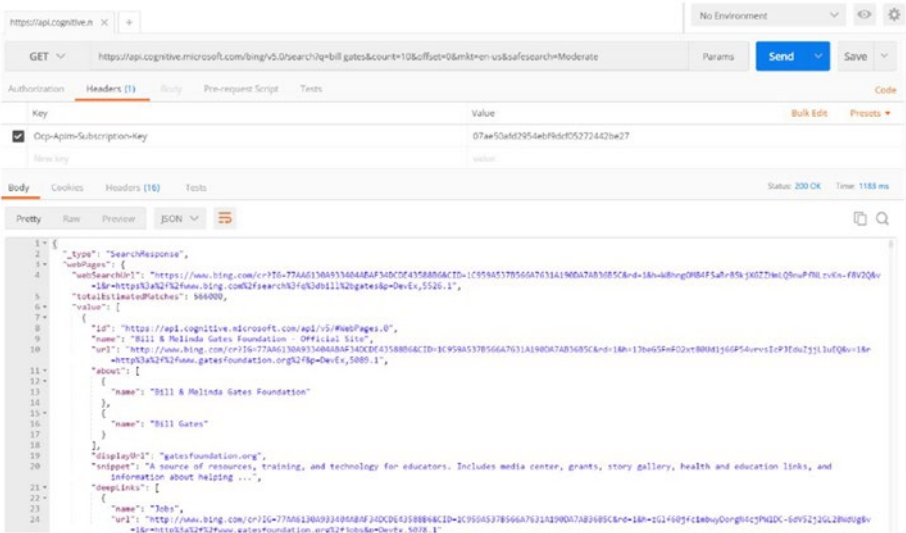 https://api.cognitive.n
No Environment
GET https://api.cognitive.microsoft.com/bing/v5.0/search?q=bill gates&count=10&offset=0&mkt=en-us&safesearch=Moderate Params Send Save
Authorization Headers (1) Body Pre-request Script Tests Code
Key Value Bulk Edit Presets
Ocp-Apim-Subscription-Key
New key value
Body Cookies Headers (16) Tests Status: 200 OK Time: 1183 ms
Pretty Raw Preview JSON
1 {
2 "_type": "SearchResponse",
3 "webPages": {
4 "webSearchUrl":
5 "totalEstimatedMatches": 666000,
6 "value": [
7 {
8 "id": "https://api.cognitive.microsoft.com/api/v5/#WebPages.0",
9 "name": "Bill & Melinda Gates Foundation - Official Site",
10 "url":
11 "about": [
12 {
13 "name": "Bill & Melinda Gates Foundation"
14 },
15 {
16 "name": "Bill Gates"
17 }
18 ],
19 "displayUrl": "gatesfoundation.org",
20 "snippet": "A source of resources, training, and technology for educators. Includes media center, grants, story gallery, health and education links, and
information about helping ...",
21 "deepLinks": [
22 {
23 "name": "Jobs",
24 "url":